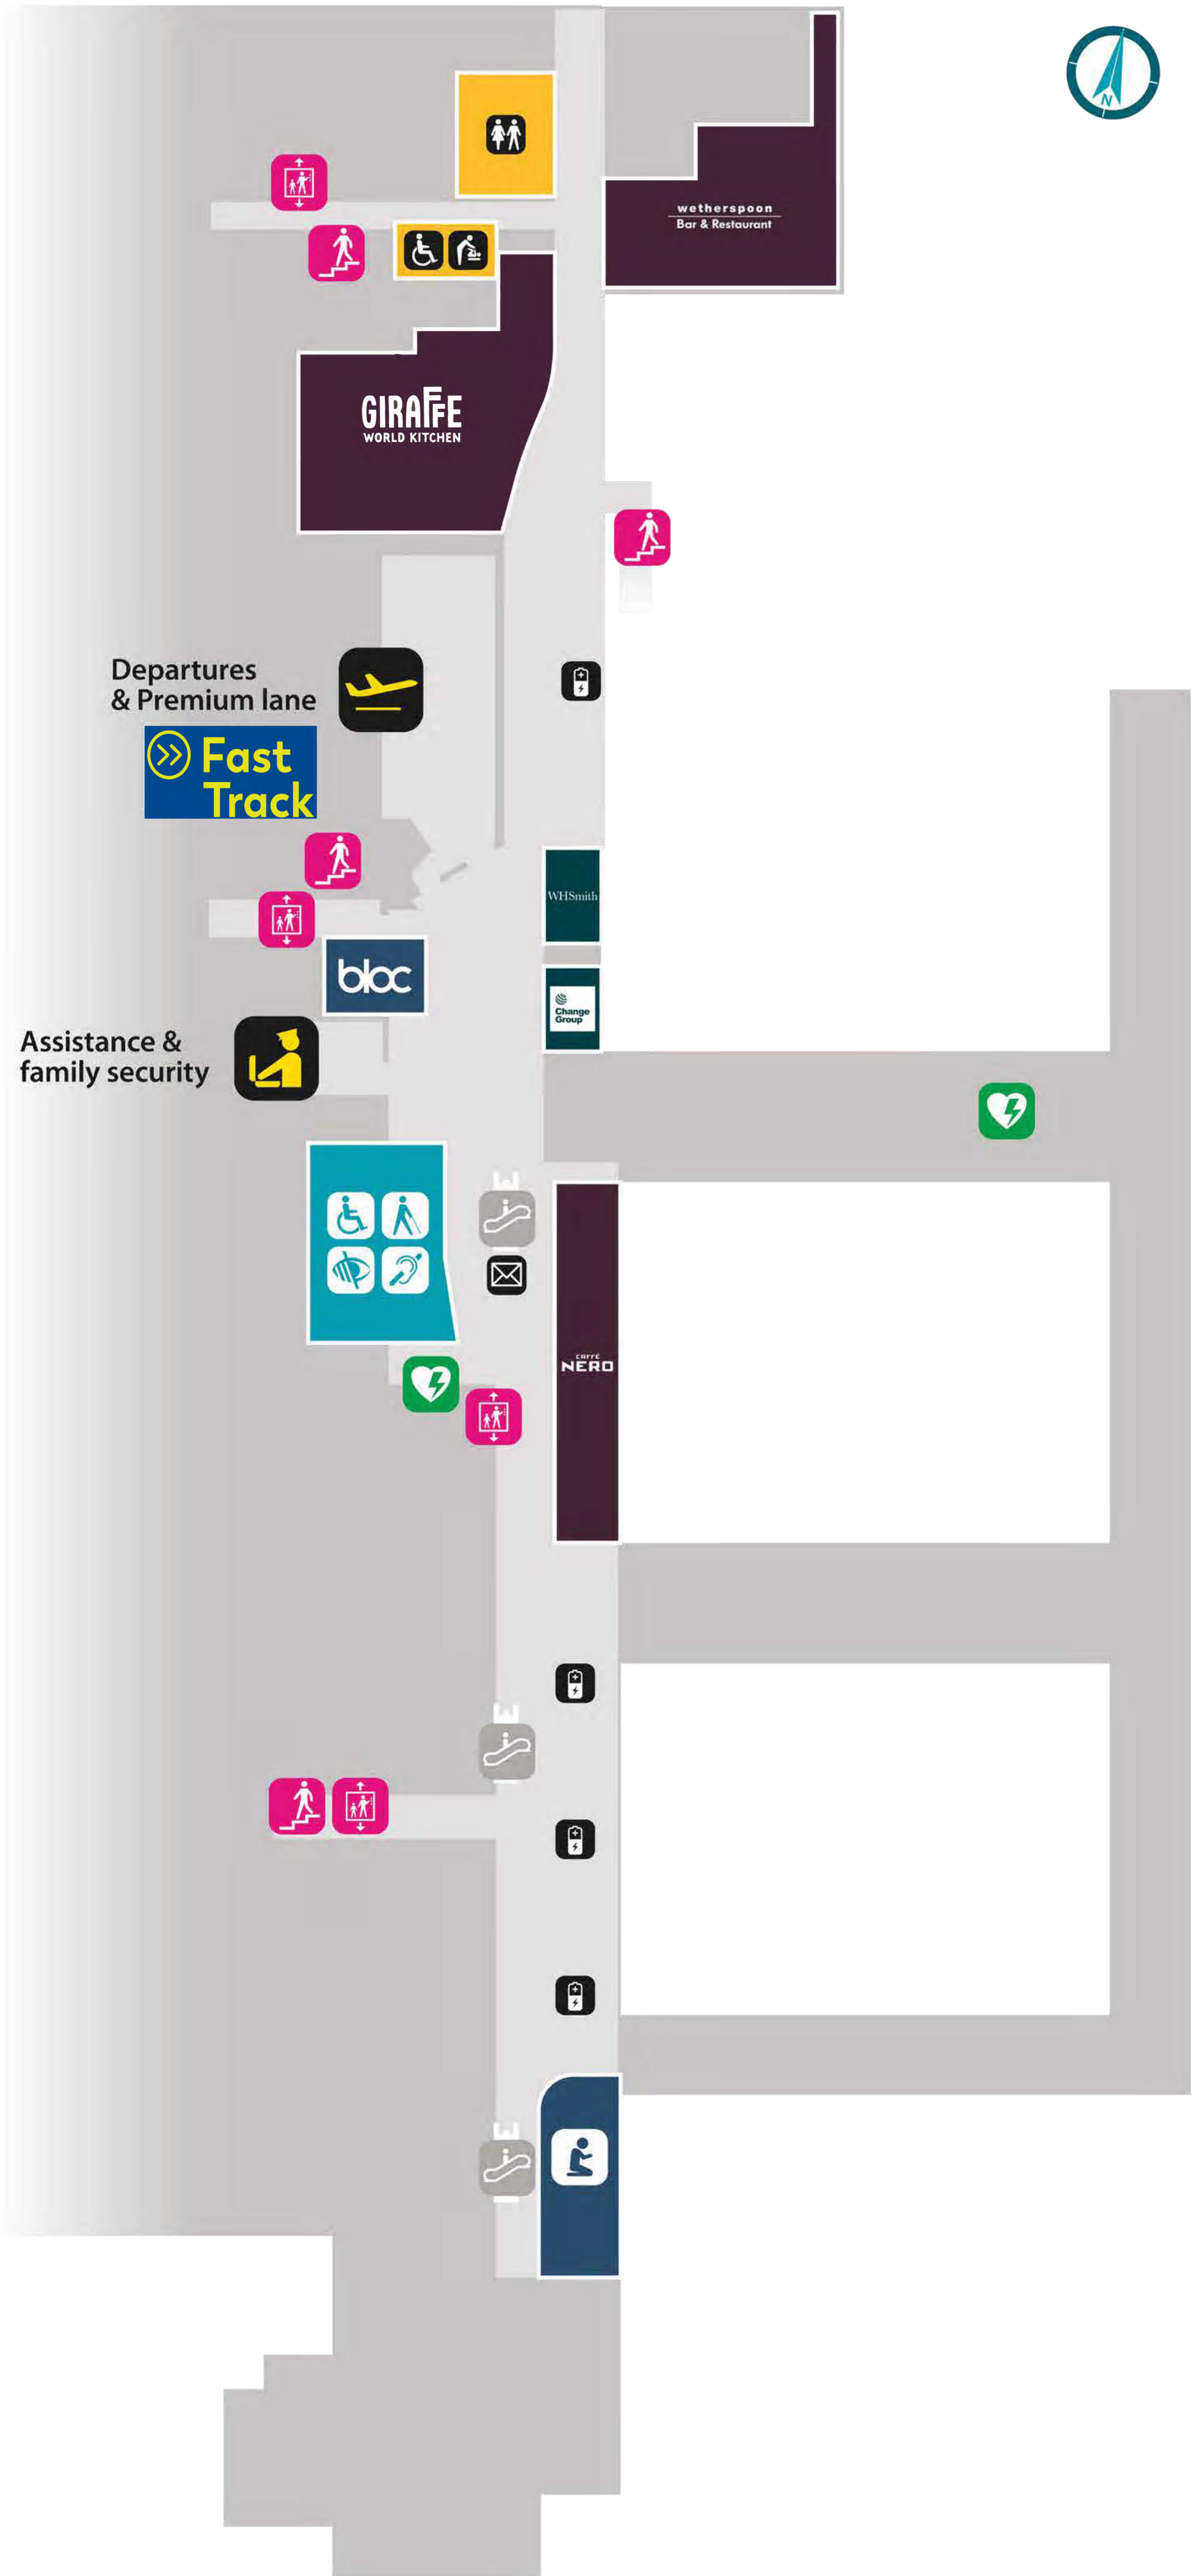 N
wetherspoon
Bar & Restaurant
GIRAFFE
WORLD KITCHEN
Departures
& Premium lane
Fast
Track
WHSmith
bloc
Change
Group
Assistance &
family security
CAFFÈ
NERO